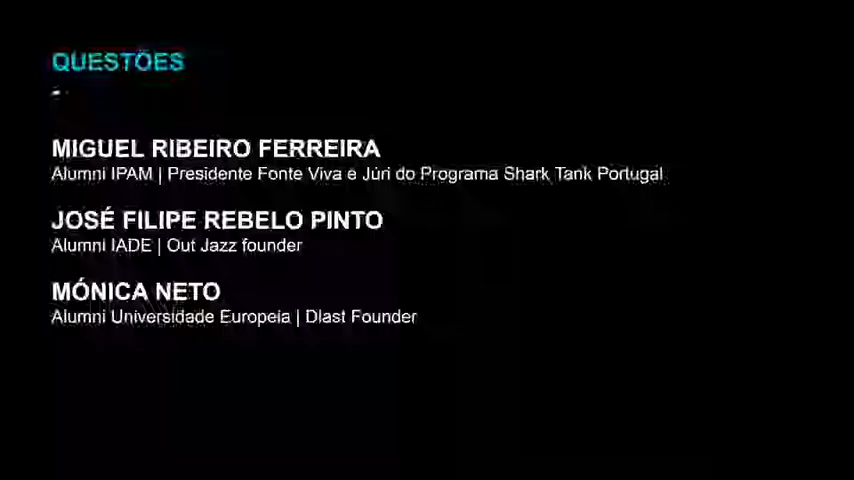 QUESTÕES
MIGUEL RIBEIRO FERREIRA
Alumni IPAM | Presidente Fonte Viva e Júri do Programa Shark Tank Portugal
JOSÉ FILIPE REBELO PINTO
Alumni IADE | Out Jazz founder
MÓNICA NETO
Alumni Universidade Europeia | Dlast Founder